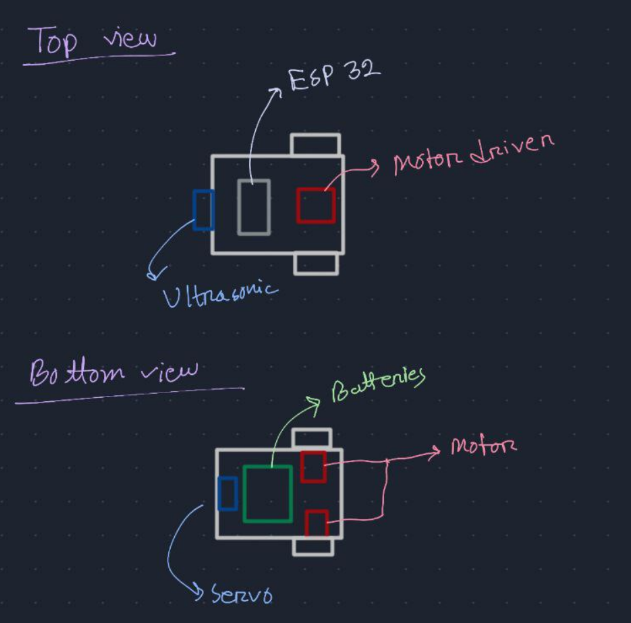 Top view
ESP 32
Motor driver
Ultrasonic
Bottom view
Batteries
Motor
Servo